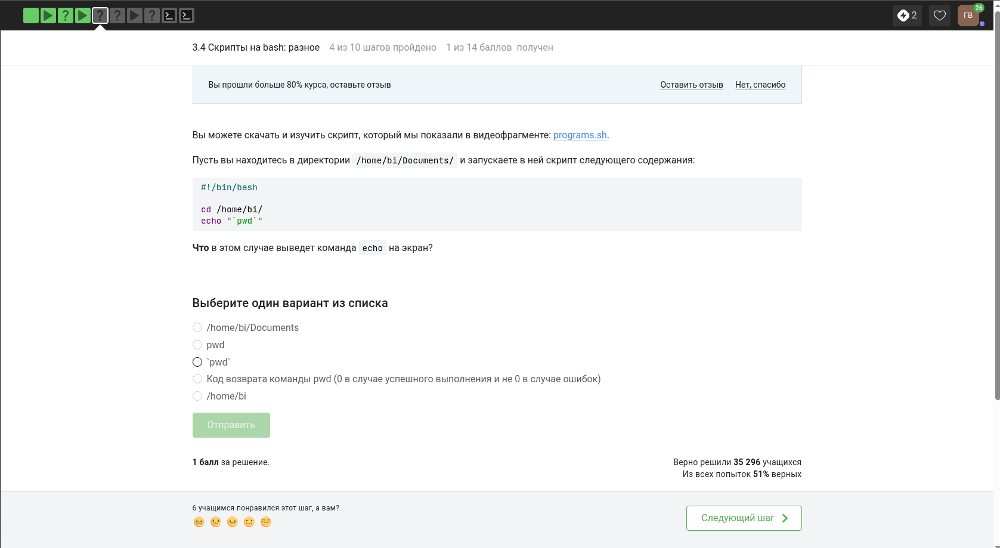 2
ГВ
26
3.4 Скрипты на bash: разное 4 из 10 шагов пройдено 1 из 14 баллов получен
Вы прошли больше 80% курса, оставьте отзыв Оставить отзыв Нет, спасибо
Вы можете скачать и изучить скрипт, который мы показали в видеофрагменте: programs.sh.
Пусть вы находитесь в директории /home/bi/Documents/ и запускаете в ней скрипт следующего содержания:
#!/bin/bash
cd /home/bi/
echo "`pwd`"
Что в этом случае выведет команда echo на экран?
Выберите один вариант из списка
/home/bi/Documents
pwd
`pwd`
Код возврата команды pwd (0 в случае успешного выполнения и не 0 в случае ошибок)
/home/bi
Отправить
1 балл за решение.
Верно решили 35 296 учащихся
Из всех попыток 51% верных
6 учащимся понравился этот шаг, а вам?
Следующий шаг